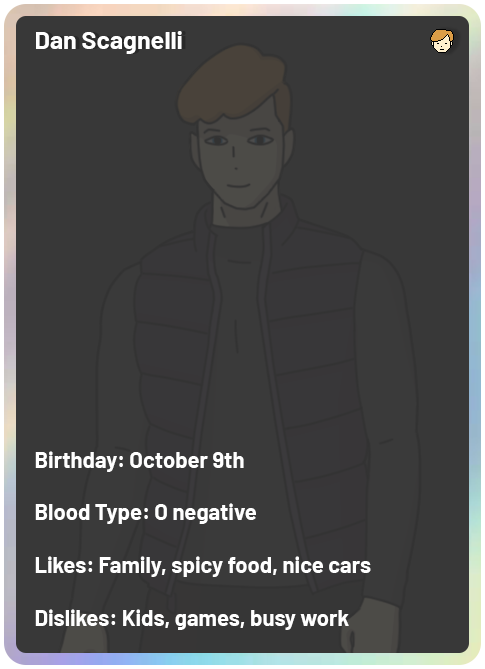 Dan Scagnelli
Birthday: October 9th
Blood Type: O negative
Likes: Family, spicy food, nice cars
Dislikes: Kids, games, busy work